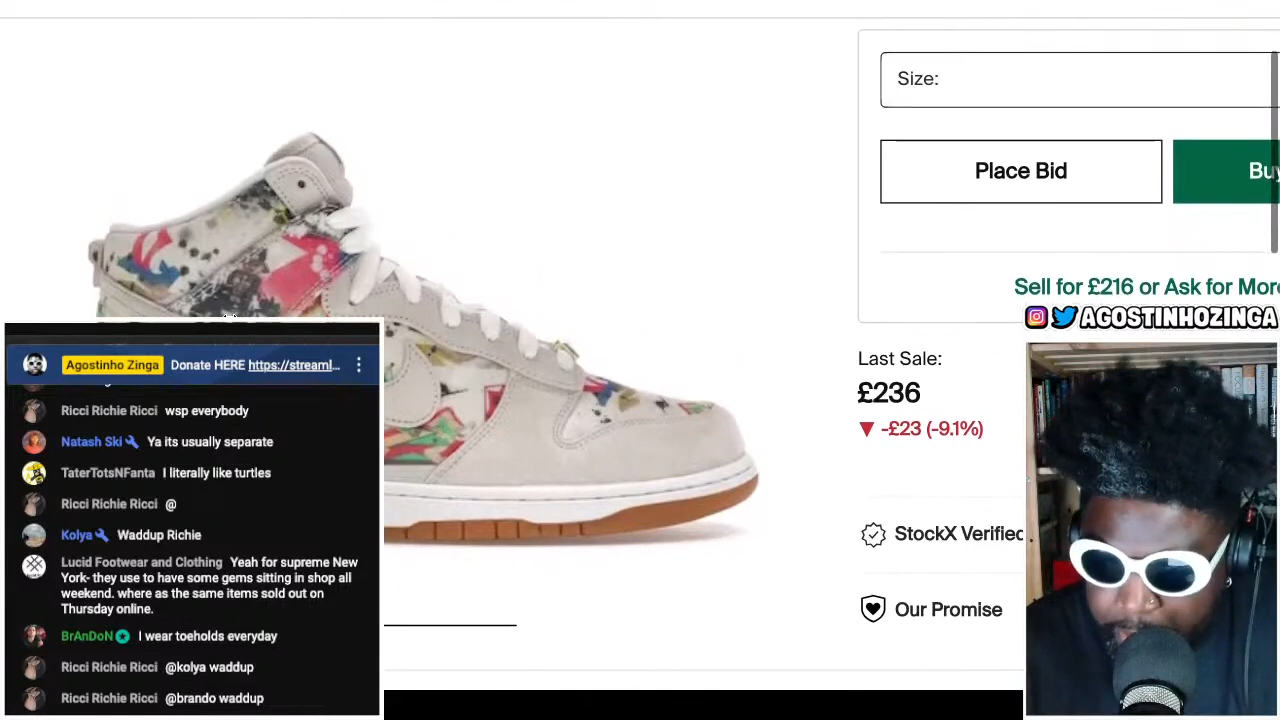 Size:
Place Bid
Sell for £216 or Ask for
AGOSTINHOZINGA
Last Sale:
£236
▼ -£23 (-9.1%)
StockX Verified
Our Promise
Agostinho Zinga Donate HERE https://streaml...
Ricci Richie Ricci wsp everybody
Natash Ski Ya its usually separate
TaterTotsNFanta I literally like turtles
Ricci Richie Ricci @
Kolya Waddup Richie
Lucid Footwear and Clothing Yeah for supreme New
York- they use to have some gems sitting in shop all
weekend. where as the same items sold out on
Thursday online.
BrAnDoN I wear toeholds everyday
Ricci Richie Ricci @kolya waddup
Ricci Richie Ricci @brando waddup